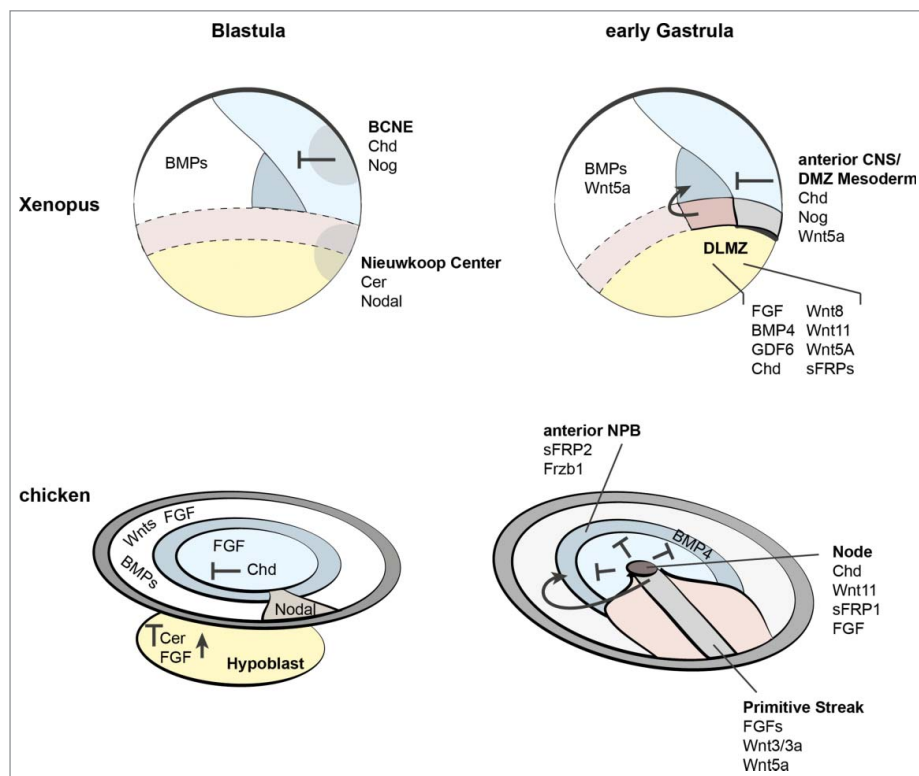 Blastula
early Gastrula
Xenopus
BMPs
BCNE
Chd
Nog
Nieuwkoop Center
Cer
Nodal
BMPs
Wnt5a
anterior CNS/
DMZ Mesoderm
Chd
Nog
Wnt5a
DLMZ
FGF Wnt8
BMP4 Wnt11
GDF6 Wnt5A
Chd sFRPs
chicken
Wnts FGF
BMPs
FGF
Chd
Nodal
Cer
FGF
Hypoblast
anterior NPB
sFRP2
Frzb1
BMP4
Node
Chd
Wnt11
sFRP1
FGF
Primitive Streak
FGFs
Wnt3/3a
Wnt5a